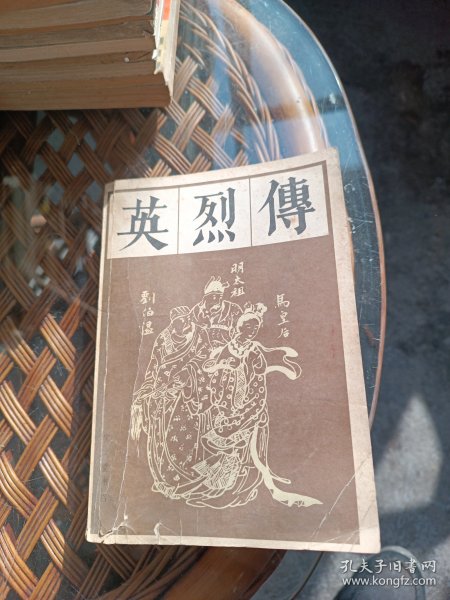 英烈傳
明太祖
馬皇后
劉伯溫
孔夫子旧书网
www.kongfz.com